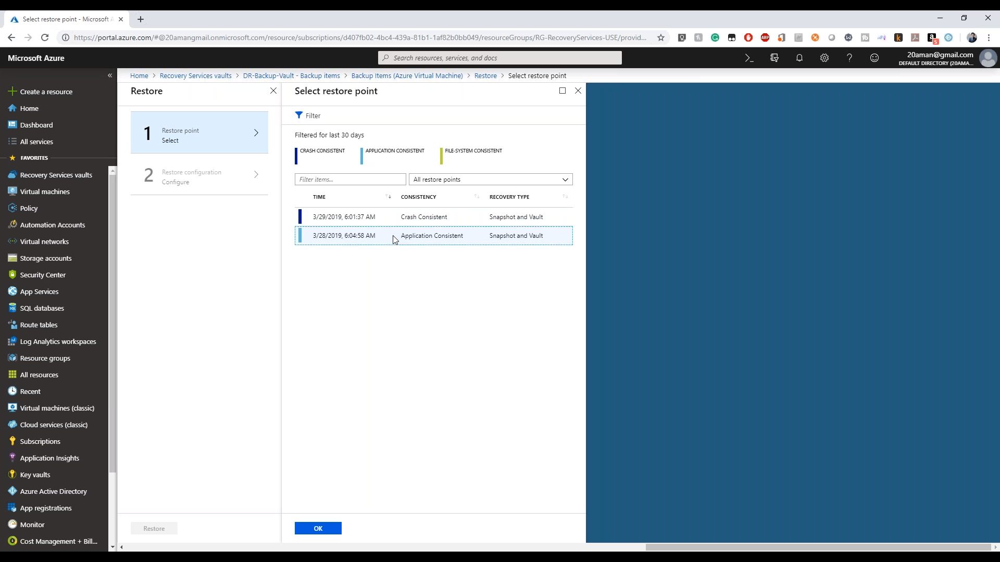 Select restore point - Microsoft A
https://portal.azure.com/#@20amangmail.onmicrosoft.com/resource/subscriptions/d407fb02-4bc4-439a-81b1-1af82b0bb049/resourceGroups/RG-RecoveryServices-USE/provid...
ABP
5
Microsoft Azure
Search resources, services, and docs
20aman@gmail.com
DEFAULT DIRECTORY (20AMA...
Home > Recovery Services vaults > DR-Backup-Vault - Backup items > Backup Items (Azure Virtual Machine) > Restore > Select restore point
Create a resource
Home
Dashboard
All services
FAVORITES
Recovery Services vaults
Virtual machines
Policy
Automation Accounts
Virtual networks
Storage accounts
Security Center
App Services
SQL databases
Route tables
Log Analytics workspaces
Resource groups
All resources
Recent
Virtual machines (classic)
Cloud services (classic)
Subscriptions
Application Insights
Key vaults
Azure Active Directory
App registrations
Monitor
Cost Management + Bill...
Restore
1
Restore point
Select
2
Restore configuration
Configure
Restore
Select restore point
Filter
Filtered for last 30 days
CRASH CONSISTENT
APPLICATION CONSISTENT
FILE-SYSTEM CONSISTENT
Filter items...
All restore points
TIME CONSISTENCY RECOVERY TYPE
3/29/2019, 6:01:37 AM Crash Consistent Snapshot and Vault
3/28/2019, 6:04:58 AM Application Consistent Snapshot and Vault
OK